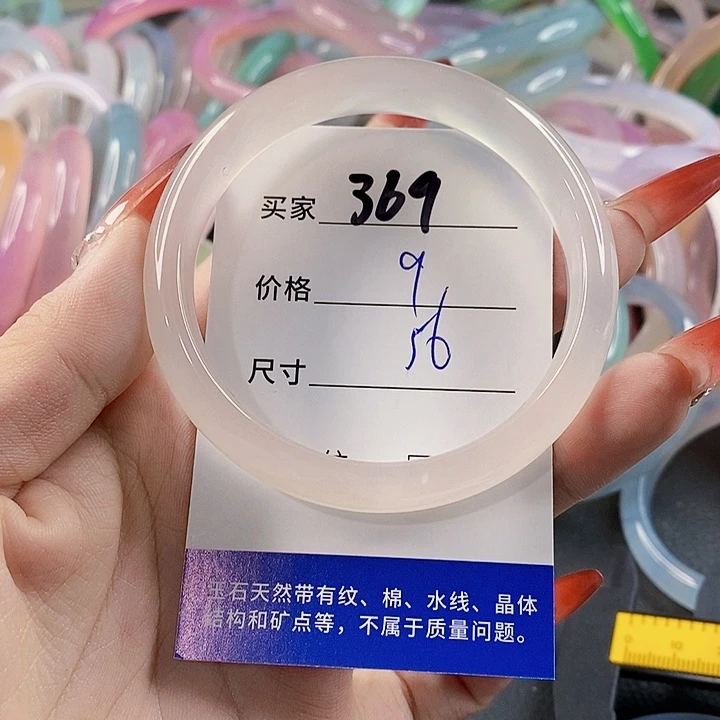 买家 369
价格 9
尺寸 56
玉石天然带有纹、棉、水线、晶体
结构和矿点等，不属于质量问题。